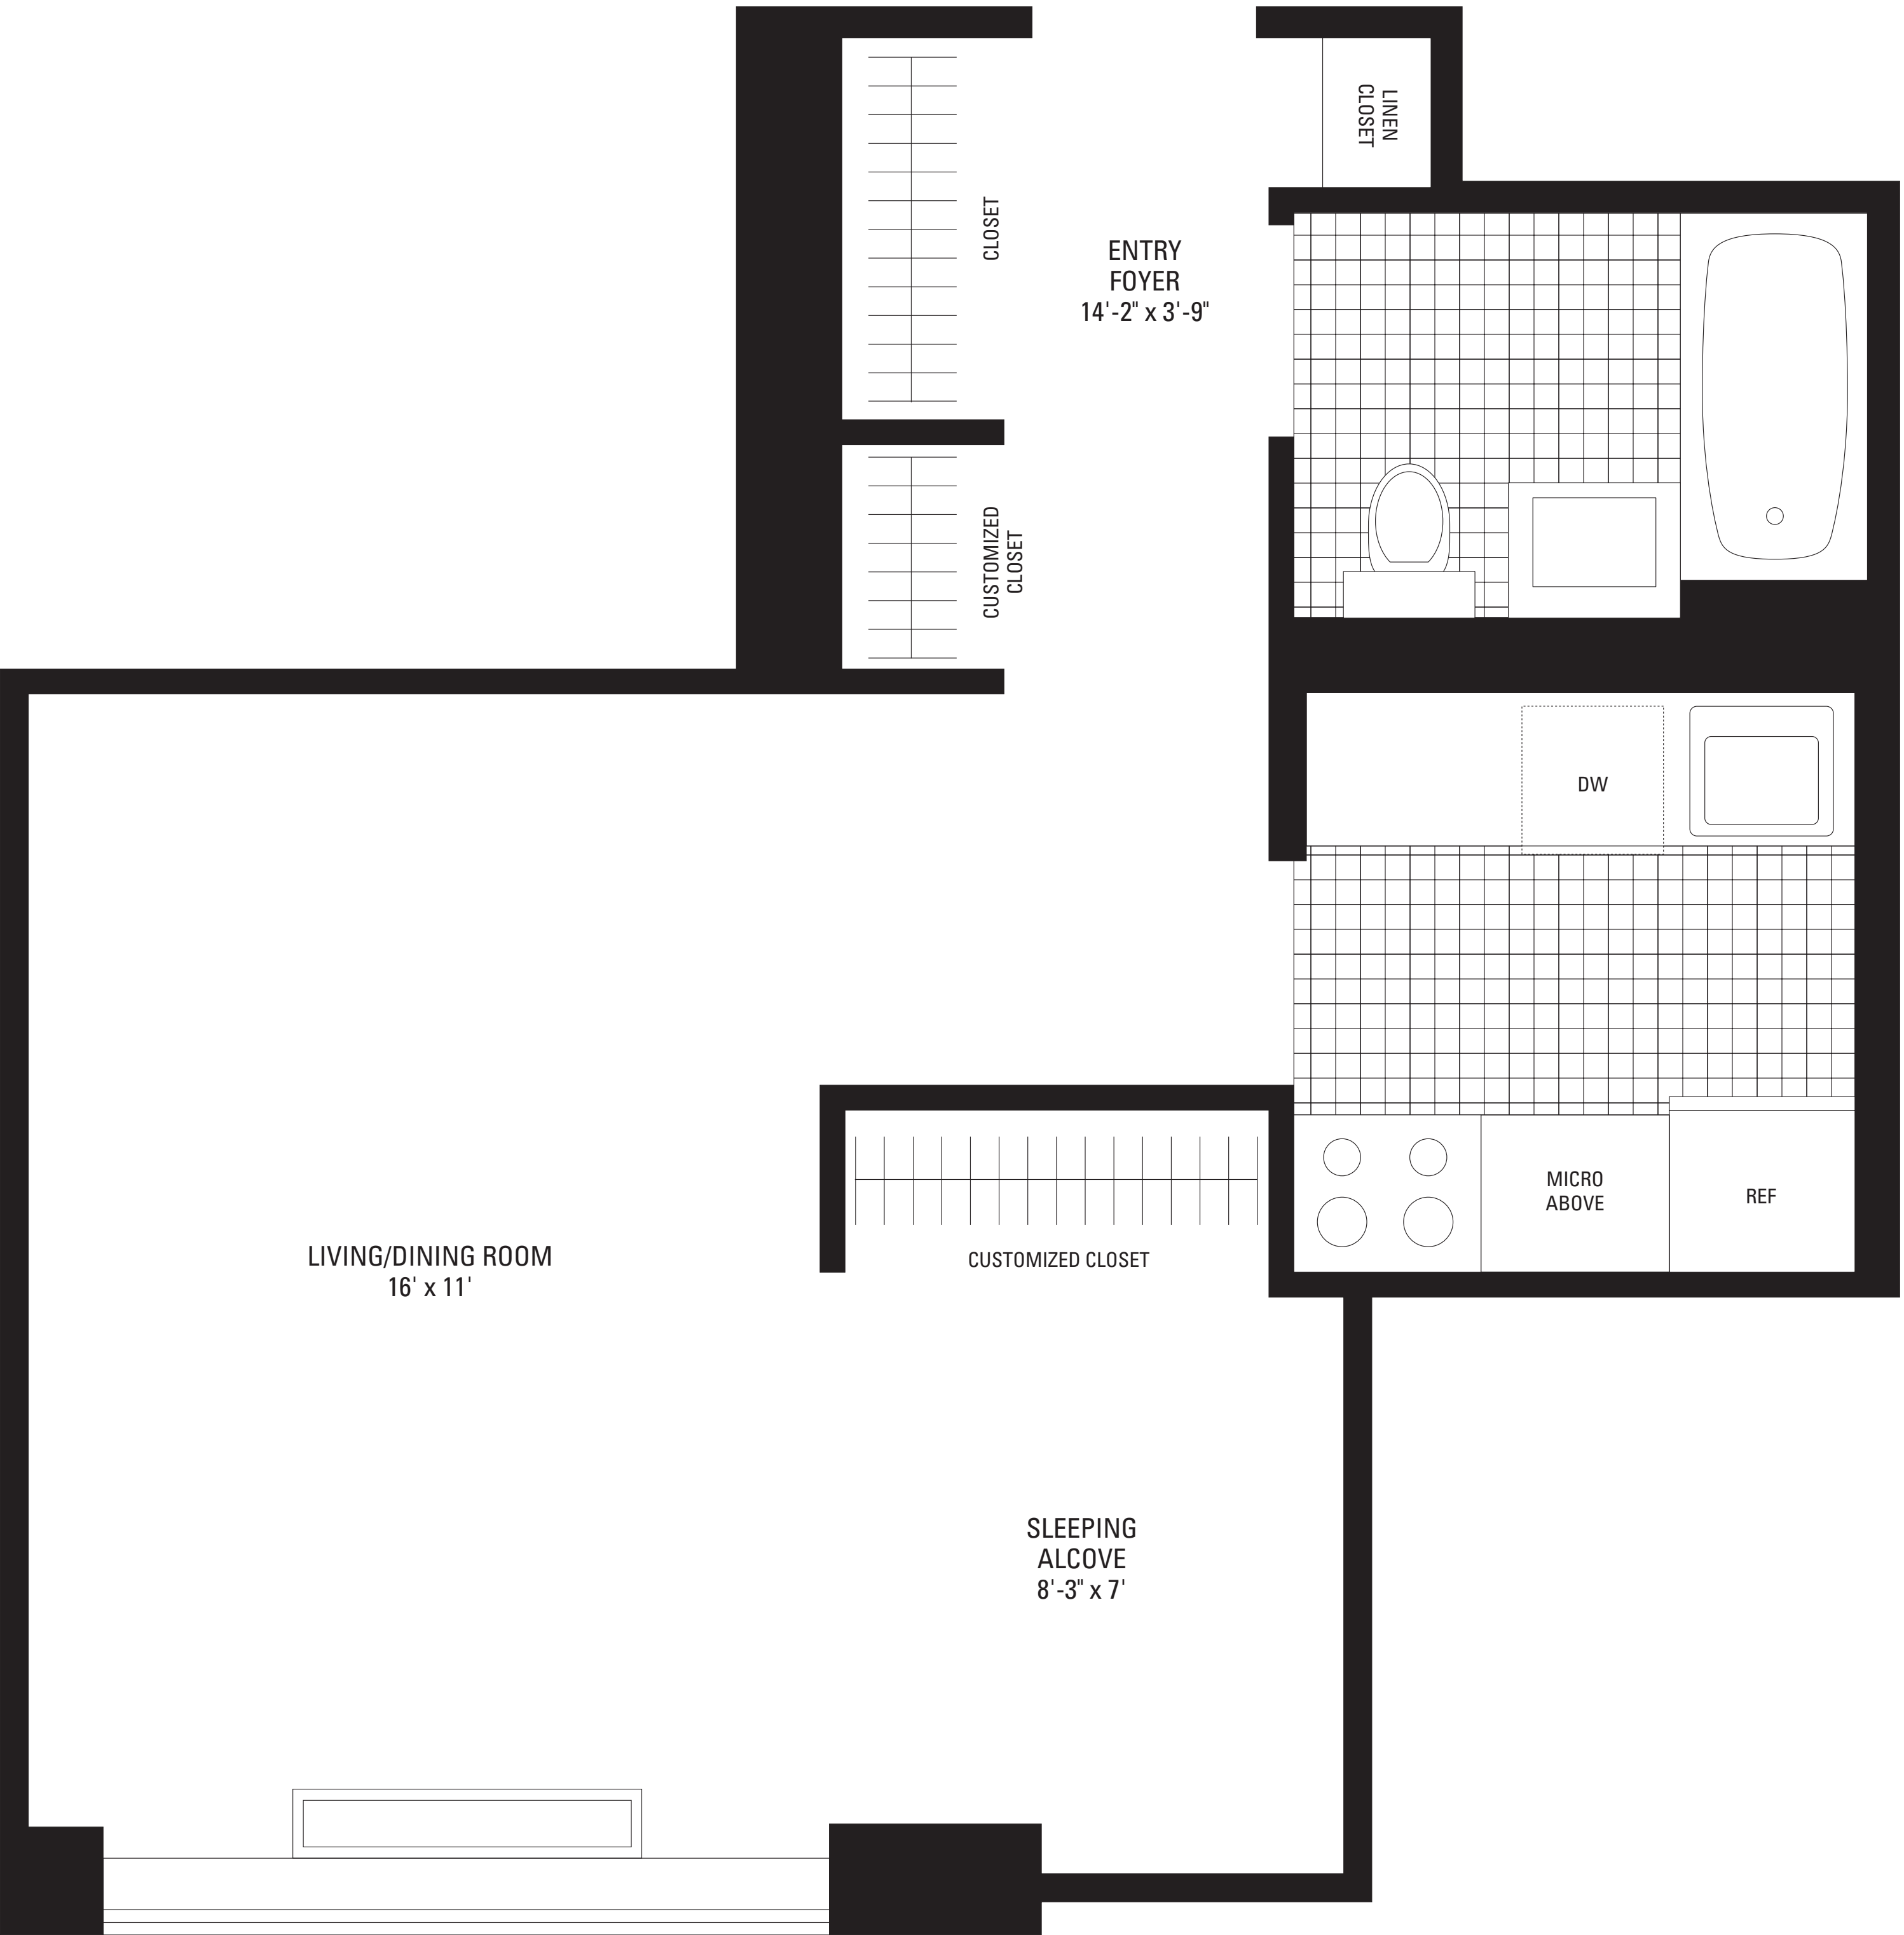 LINEN
CLOSET
CLOSET
ENTRY
FOYER
14'-2" x 3'-9"
CUSTOMIZED
CLOSET
DW
MICRO
ABOVE
REF
CUSTOMIZED CLOSET
LIVING/DINING ROOM
16' x 11'
SLEEPING
ALCOVE
8'-3" x 7'